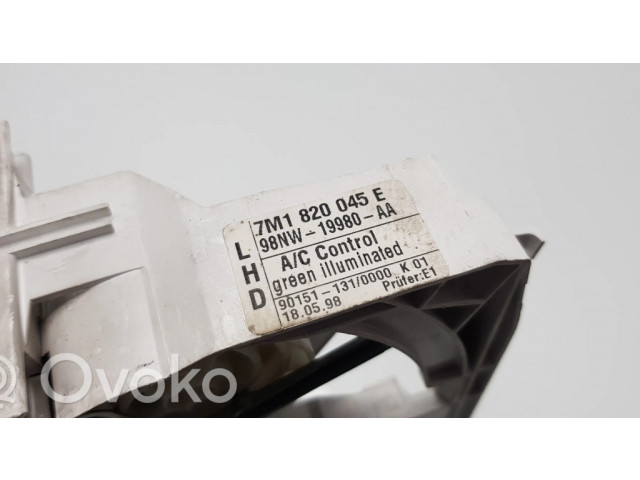 LHD
7M1 820 045 E
98NW-19980-AA
A/C Control
green illuminated
90151-131/0000 K 01
18.05.98 Prüfer:E1
Ovoko